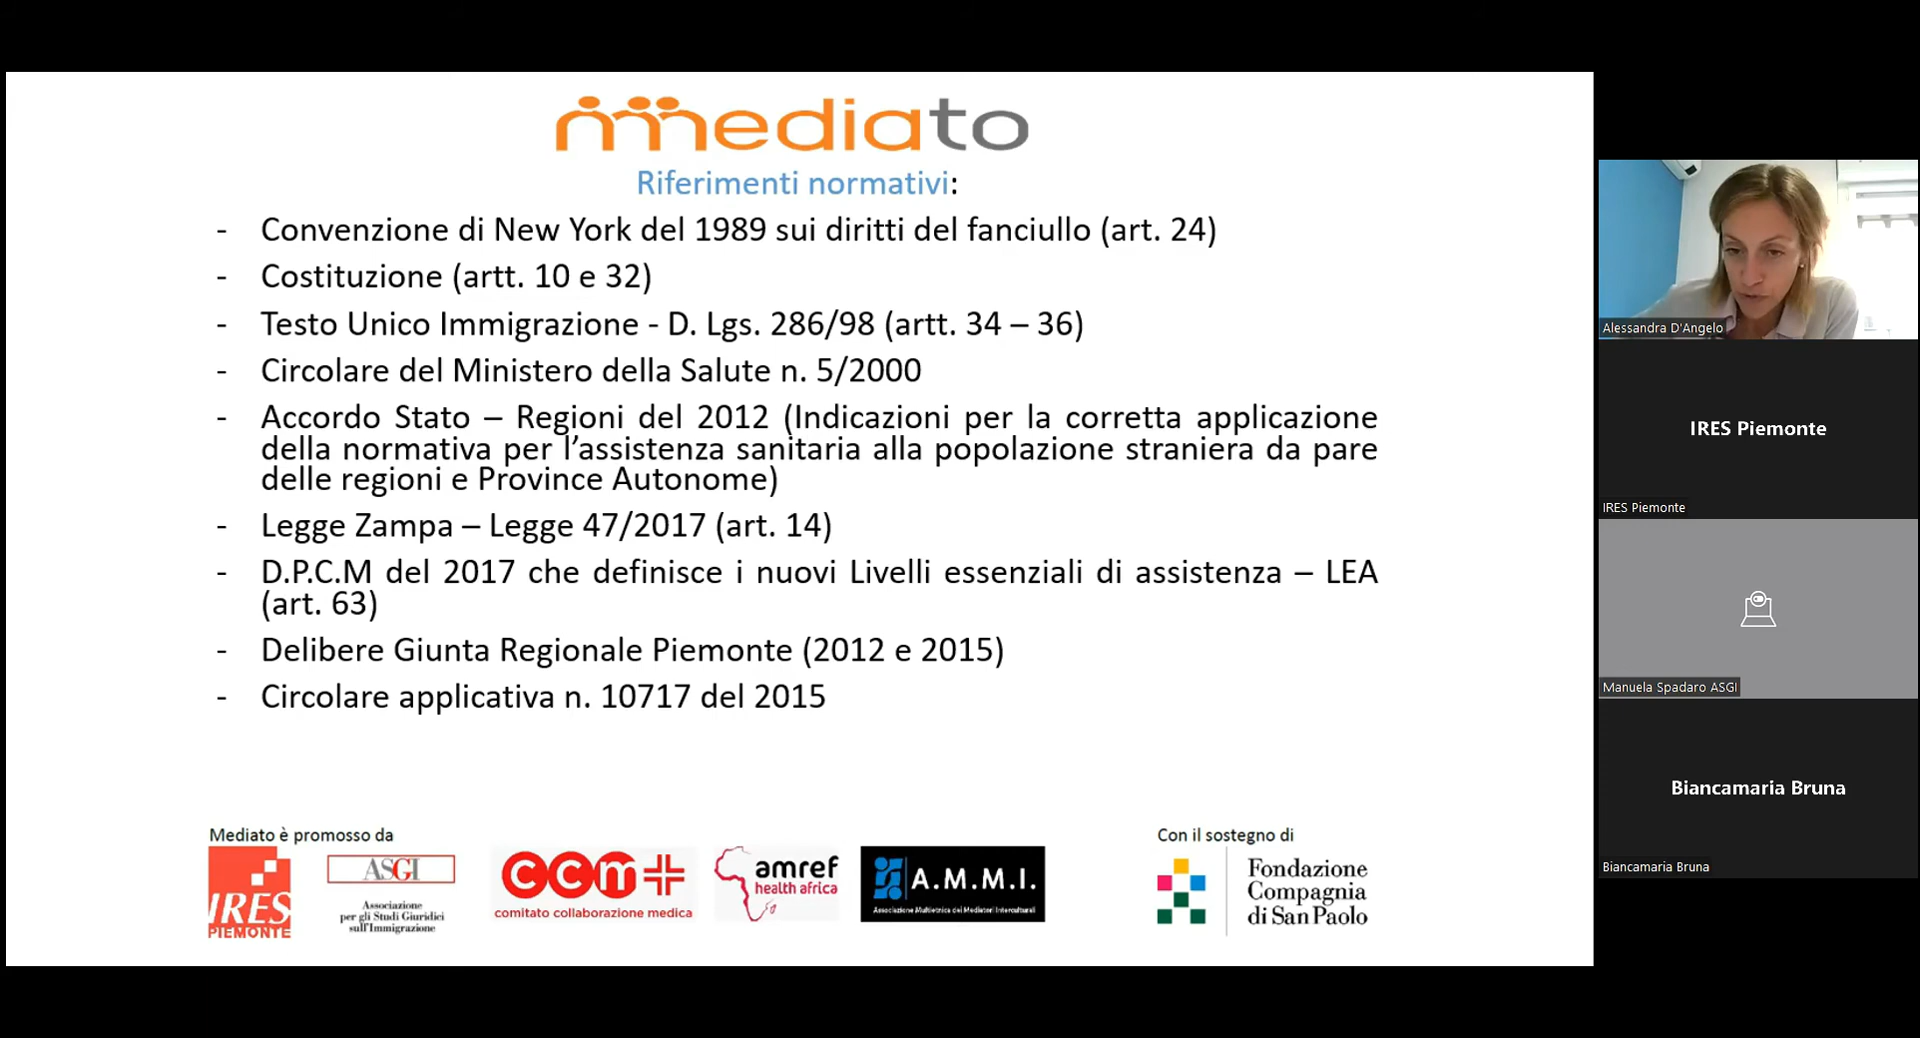 mediato
Riferimenti normativi:
- Convenzione di New York del 1989 sui diritti del fanciullo (art. 24)
- Costituzione (artt. 10 e 32)
- Testo Unico Immigrazione - D. Lgs. 286/98 (artt. 34 – 36)
- Circolare del Ministero della Salute n. 5/2000
- Accordo Stato – Regioni del 2012 (Indicazioni per la corretta applicazione
della normativa per l’assistenza sanitaria alla popolazione straniera da pare
delle regioni e Province Autonome)
- Legge Zampa – Legge 47/2017 (art. 14)
- D.P.C.M del 2017 che definisce i nuovi Livelli essenziali di assistenza – LEA
(art. 63)
- Delibere Giunta Regionale Piemonte (2012 e 2015)
- Circolare applicativa n. 10717 del 2015
Mediato è promosso da
IRES
PIEMONTE
ASGI
Associazione
per gli Studi Giuridici
sull'Immigrazione
ccm
comitato collaborazione medica
amref
health africa
A.M.M.I.
Associazione Multietnica dei Mediatori Interculturali
Con il sostegno di
Fondazione
Compagnia
di San Paolo
Alessandra D'Angelo
IRES Piemonte
IRES Piemonte
Manuela Spadaro ASGI
Biancamaria Bruna
Biancamaria Bruna